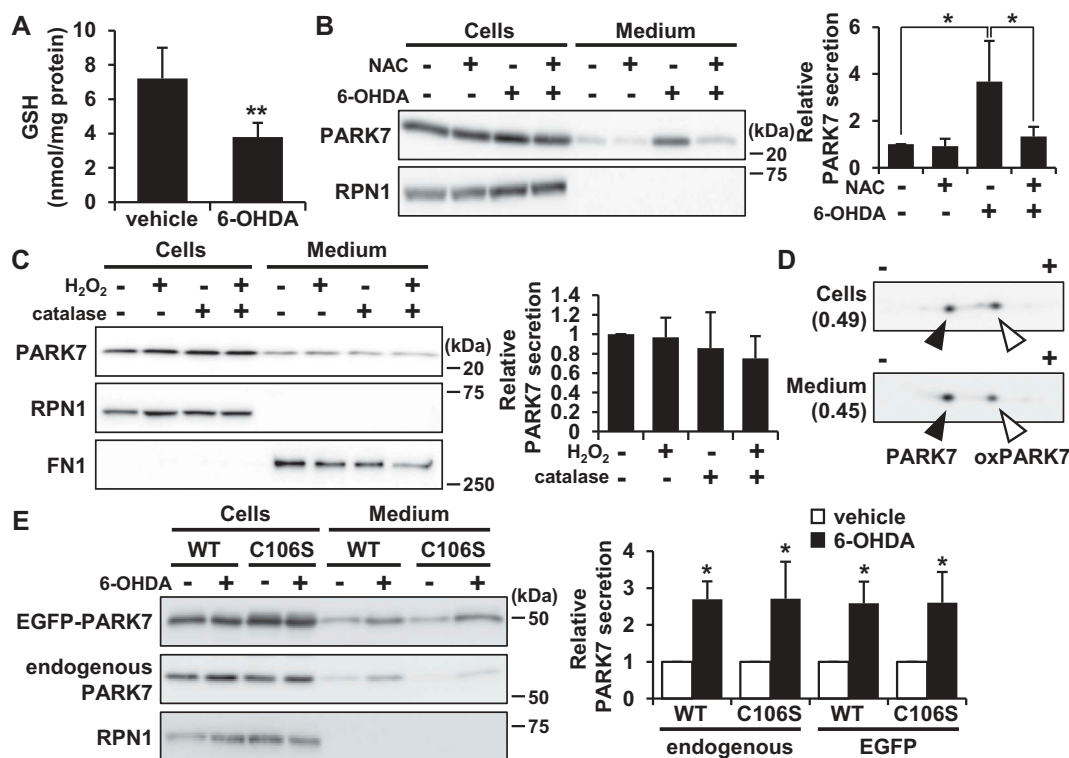 A
GSH
(nmol/mg protein)
10
8
6
4
2
0
**
vehicle 6-OHDA
B
Cells Medium
NAC - + - + - + - +
6-OHDA - - + + - - + +
PARK7
(kDa)
20
75
RPN1
Relative
PARK7 secretion
8
6
4
2
0
* *
NAC - + - +
6-OHDA - - + +
C
Cells Medium
H2O2 - + - + - + - +
catalase - - + + - - + +
PARK7
(kDa)
20
75
RPN1
FN1
250
Relative
PARK7 secretion
1.4
1.2
1
0.8
0.6
0.4
0.2
0
H2O2 - + - +
catalase - - + +
D
- +
Cells
(0.49)
- +
Medium
(0.45)
PARK7 oxPARK7
E
Cells Medium
WT C106S WT C106S
6-OHDA - + - + - + - +
(kDa)
EGFP-PARK7
50
endogenous
PARK7
50
75
RPN1
vehicle
6-OHDA
Relative
PARK7 secretion
4
3
2
1
0
* * * *
WT C106S WT C106S
endogenous EGFP